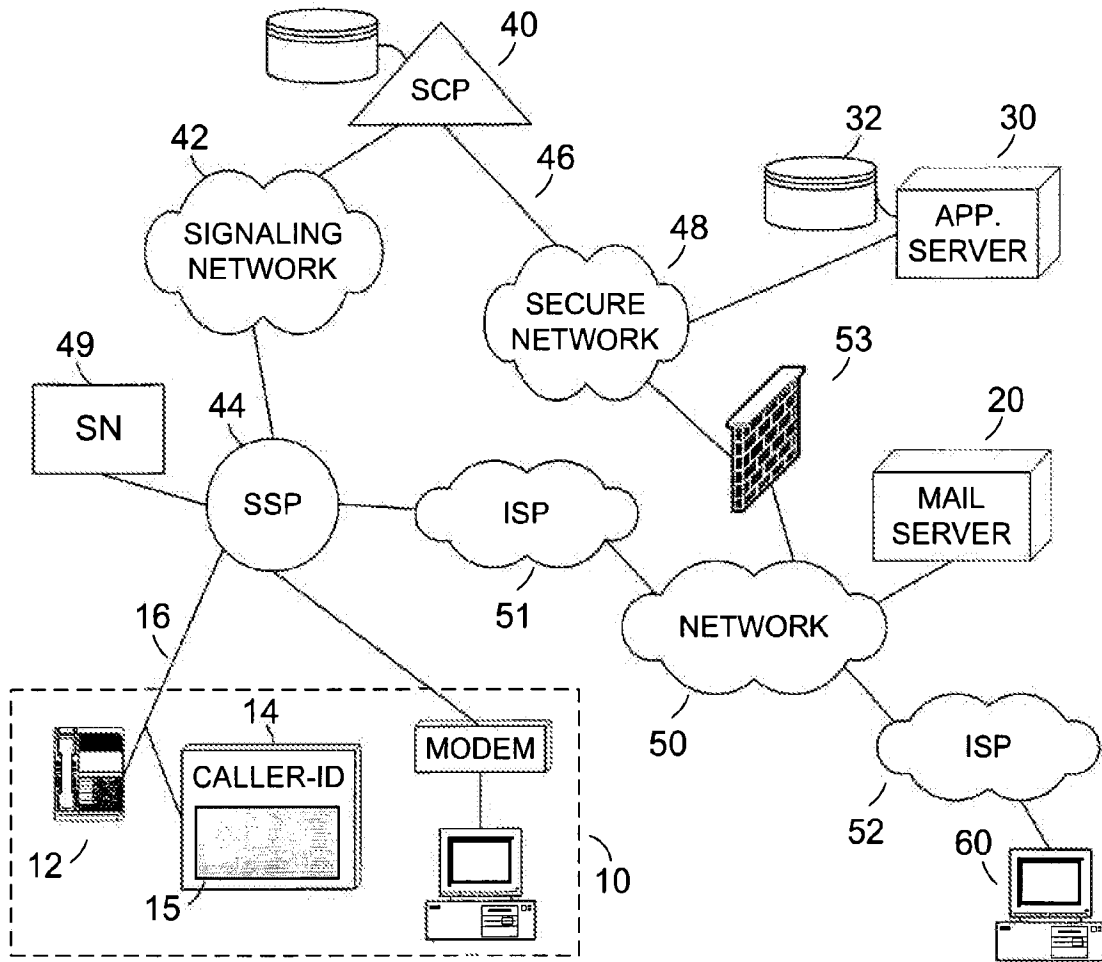 40
SCP
42
32
30
46
SIGNALING
NETWORK
APP.
SERVER
48
SECURE
NETWORK
49
53
SN
44
20
SSP
ISP
MAIL
SERVER
51
16
NETWORK
14
50
MODEM
ISP
CALLER-ID
52
12
15
10
60